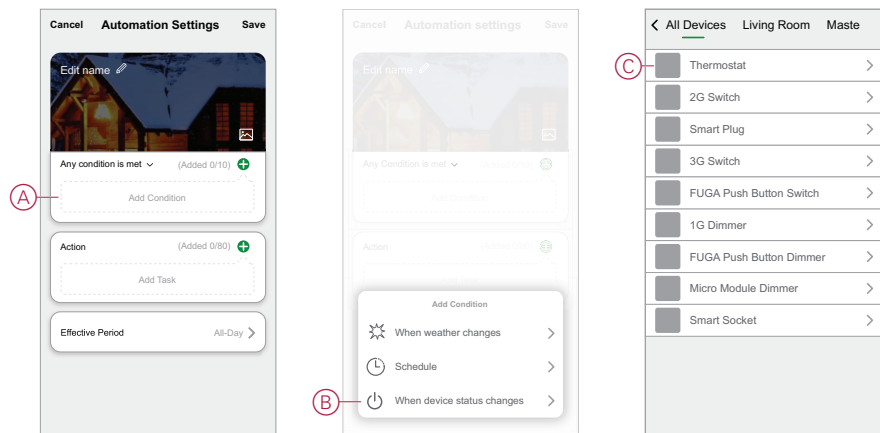 Cancel Automation Settings Save
Edit name
Any condition is met (Added 0/10)
A
Add Condition
Action (Added 0/80)
Add Task
Effective Period All-Day
Cancel Automation settings Save
Edit name
Any Condition is met
Action
Add Condition
When weather changes
Schedule
B
When device status changes
All Devices Living Room Maste
C
Thermostat
2G Switch
Smart Plug
3G Switch
FUGA Push Button Switch
1G Dimmer
FUGA Push Button Dimmer
Micro Module Dimmer
Smart Socket